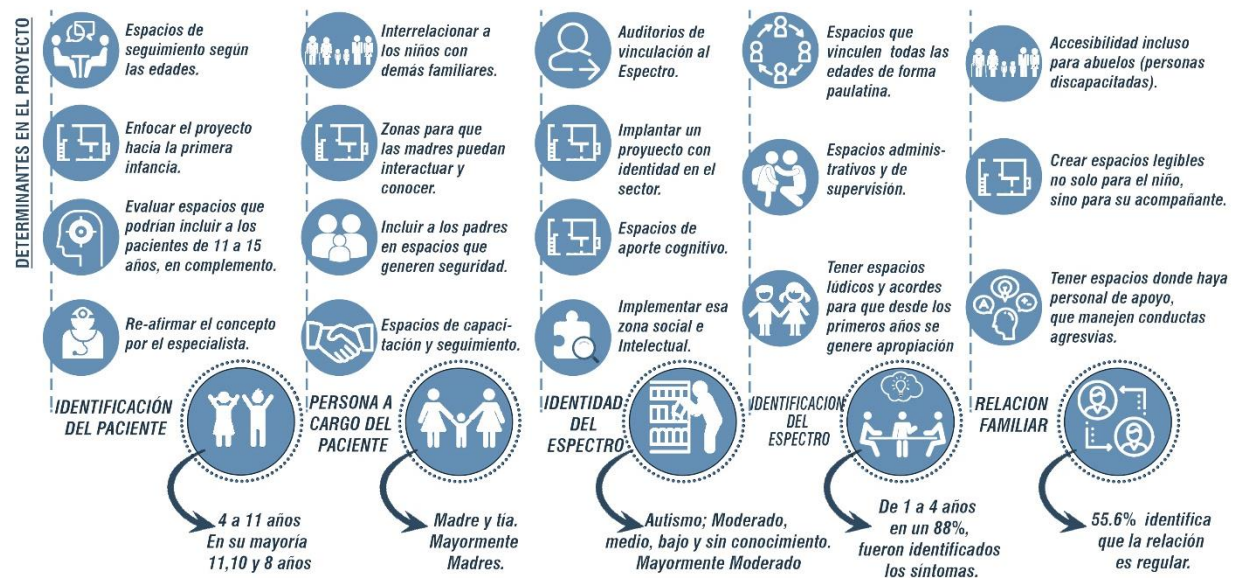 DETERMINANTES EN EL PROYECTO
Espacios de
seguimiento según
las edades.
Enfocar el proyecto
hacia la primera
infancia.
Evaluar espacios que
podrían incluir a los
pacientes de 11 a 15
años, en complemento.
Re-afirmar el concepto
por el especialista.
IDENTIFICACIÓN
DEL PACIENTE
4 a 11 años
En su mayoría
11,10 y 8 años
Interrelacionar a
los niños con
demás familiares.
Zonas para que
las madres puedan
interactuar y
conocer.
Incluir a los padres
en espacios que
generen seguridad.
Espacios de capaci-
tación y seguimiento.
PERSONA A
CARGO DEL
PACIENTE
Madre y tía.
Mayormente
Madres.
Auditorios de
vinculación al
Espectro.
Implantar un
proyuecto con
identidad en el
sector.
Espacios de
aporte cognitivo.
Implementar esa
zona social e
Intelectual.
IDENTIDAD
DEL
ESPECTRO
Autismo; Moderado,
medio, bajo y sin conocimiento.
Mayormente Moderado
Espacios que
vinculen todas las
edades de forma
paulatina.
Espacios adminis-
trativos y de
supervisión.
Tener espacios
lúdicos y acordes
para que desde los
primeros años se
genere apropiación
IDENTIFICACION
DEL
ESPECTRO
De 1 a 4 años
en un 88%,
fueron identificados
los síntomas.
Accesibilidad incluso
para abuelos (personas
discapacitadas).
Crear espacios legibles
no solo para el niño,
sino para su acompañante.
Tener espacios donde haya
personal de apoyo,
que manejen conductas
agresvias.
A
RELACION
FAMILIAR
55.6% identifica
que la relación
es regular.